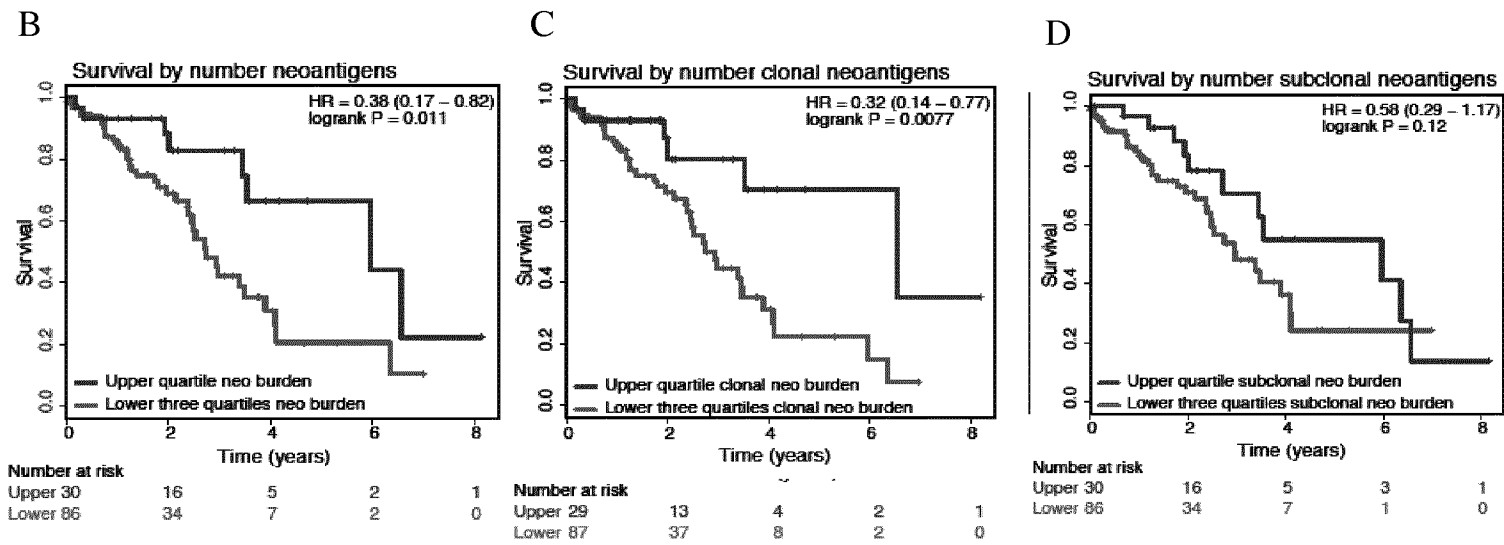 B
Survival by number neoantigens
HR = 0.38 (0.17 – 0.82)
logrank P = 0.011
Survival
1.0
0.8
0.6
0.4
0.2
0.0
Upper quartile neo burden
Lower three quartiles neo burden
0 2 4 6 8
Time (years)
Number at risk
Upper 30 16 5 2 1
Lower 86 34 7 2 0
C
Survival by number clonal neoantigens
HR = 0.32 (0.14 – 0.77)
logrank P = 0.0077
Survival
1.0
0.8
0.6
0.4
0.2
0.0
Upper quartile clonal neo burden
Lower three quartiles clonal neo burden
0 2 4 6 8
Time (years)
Number at risk
Upper 29 13 4 2 1
Lower 87 37 8 2 0
D
Survival by number subclonal neoantigens
HR = 0.58 (0.29 – 1.17)
logrank P = 0.12
Survival
1.0
0.8
0.6
0.4
0.2
0.0
Upper quartile subclonal neo burden
Lower three quartiles subclonal neo burden
0 2 4 6 8
Time (years)
Number at risk
Upper 30 16 5 3 1
Lower 86 34 7 1 0